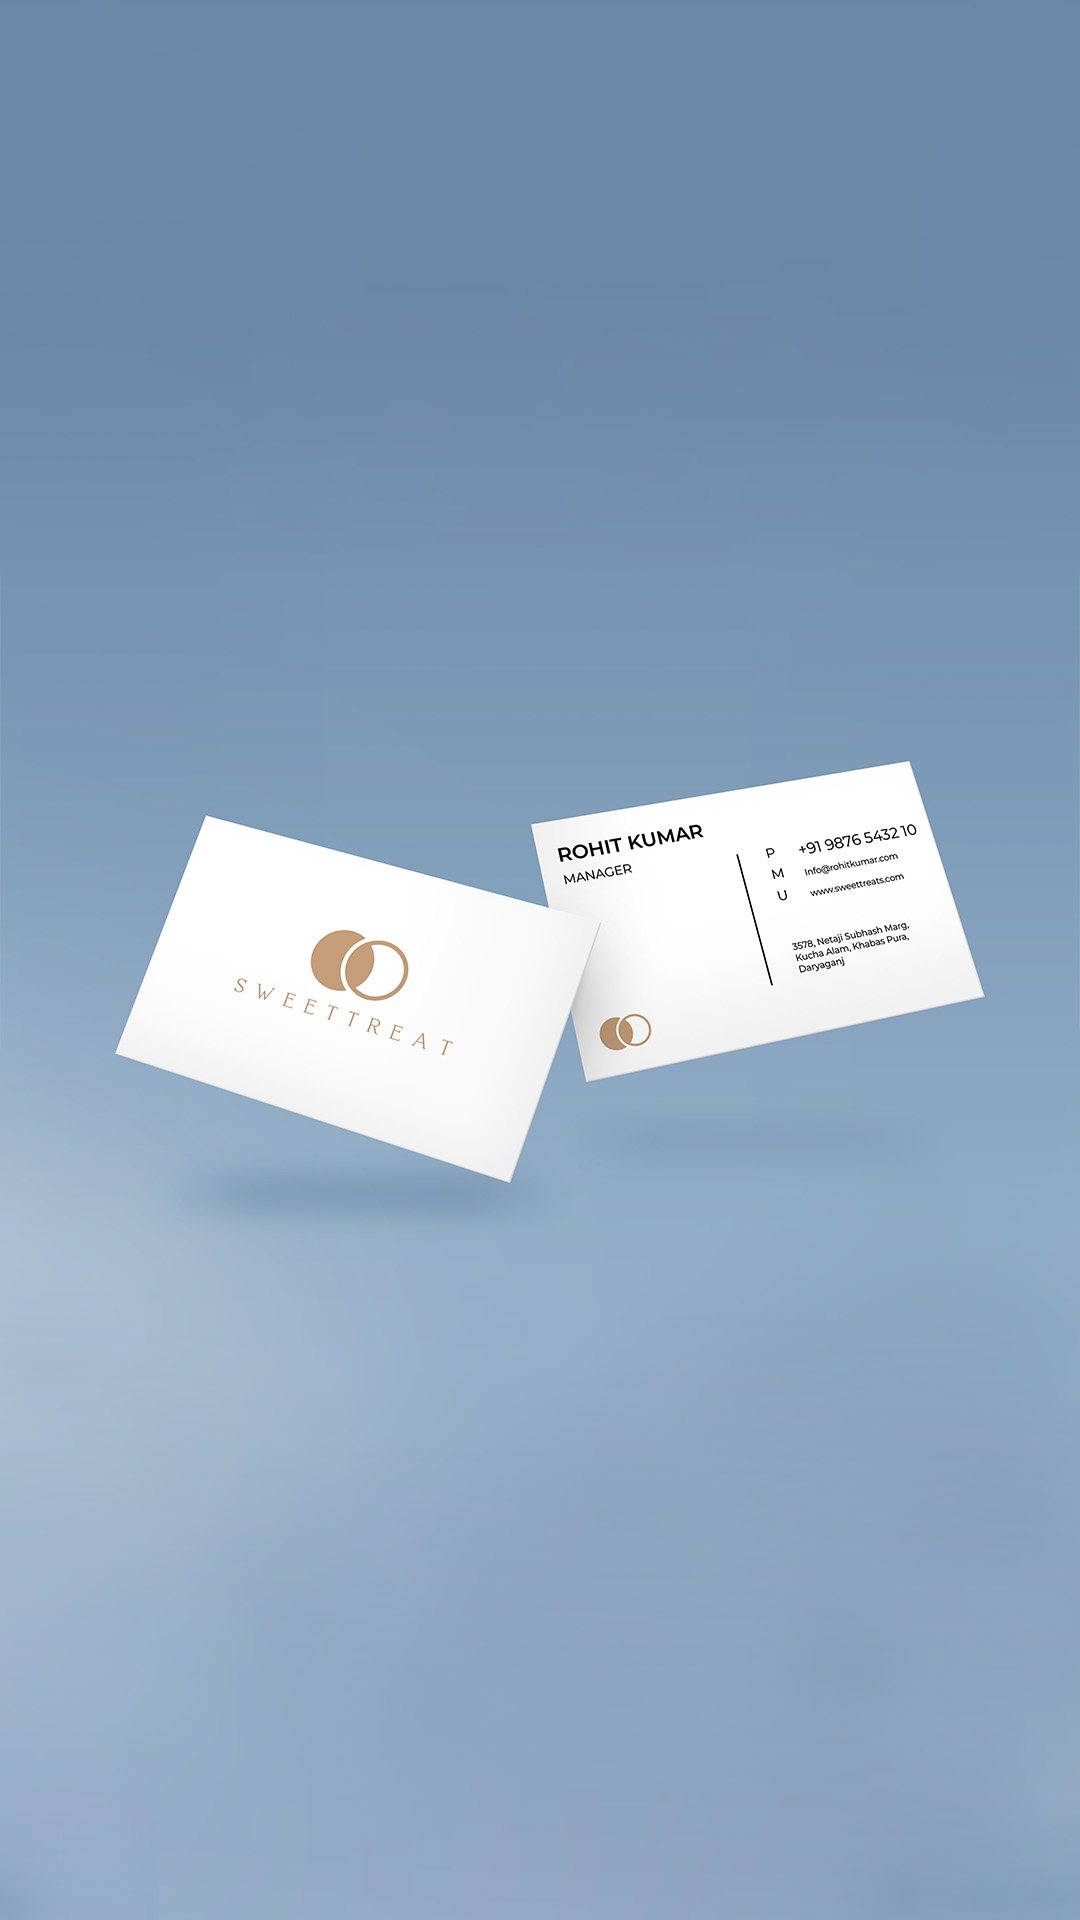 SWEETTREAT
ROHIT KUMAR
MANAGER
P +91 9876 5432 10
M Info@rohitkumar.com
U www.sweettreats.com
3578, Netaji Subhash Marg,
Kucha Alam, Khabas Pura,
Daryaganj